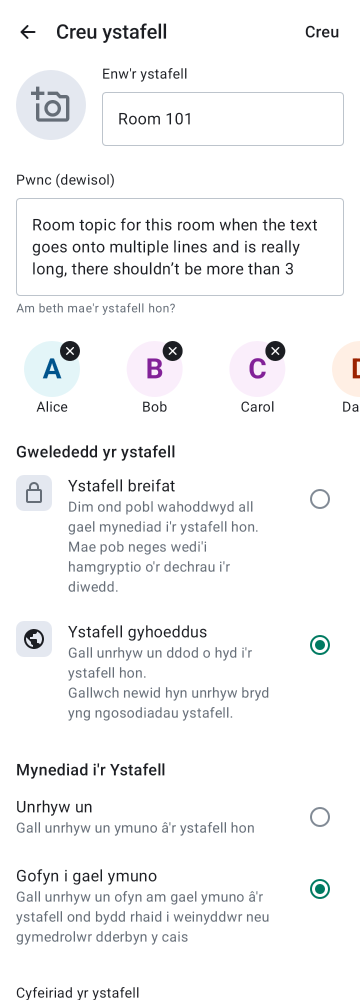 Creu ystafell
Creu
Enw'r ystafell
Room 101
Pwnc (dewisol)
Room topic for this room when the text
goes onto multiple lines and is really
long, there shouldn't be more than 3
Am beth mae'r ystafell hon?
A
B
C
Alice
Bob
Carol
Da
Gwelededd yr ystafell
Ystafell breifat
Dim ond pobl wahoddwyd all
gael mynediad i'r ystafell hon.
Mae pob neges wedi'i
hamgryptio o'r dechrau i'r
diwedd.
Ystafell gyhoeddus
Gall unrhyw un ddod o hyd i'r
ystafell hon.
Gallwch newid hyn unrhyw bryd
yng ngosodiadau ystafell.
Mynediad i'r Ystafell
Unrhyw un
Gall unrhyw un ymuno â'r ystafell hon
Gofyn i gael ymuno
Gall unrhyw un ofyn am gael ymuno â'r
ystafell ond bydd rhaid i weinyddwr neu
gymedrolwr dderbyn y cais
Cyfeiriad yr ystafell